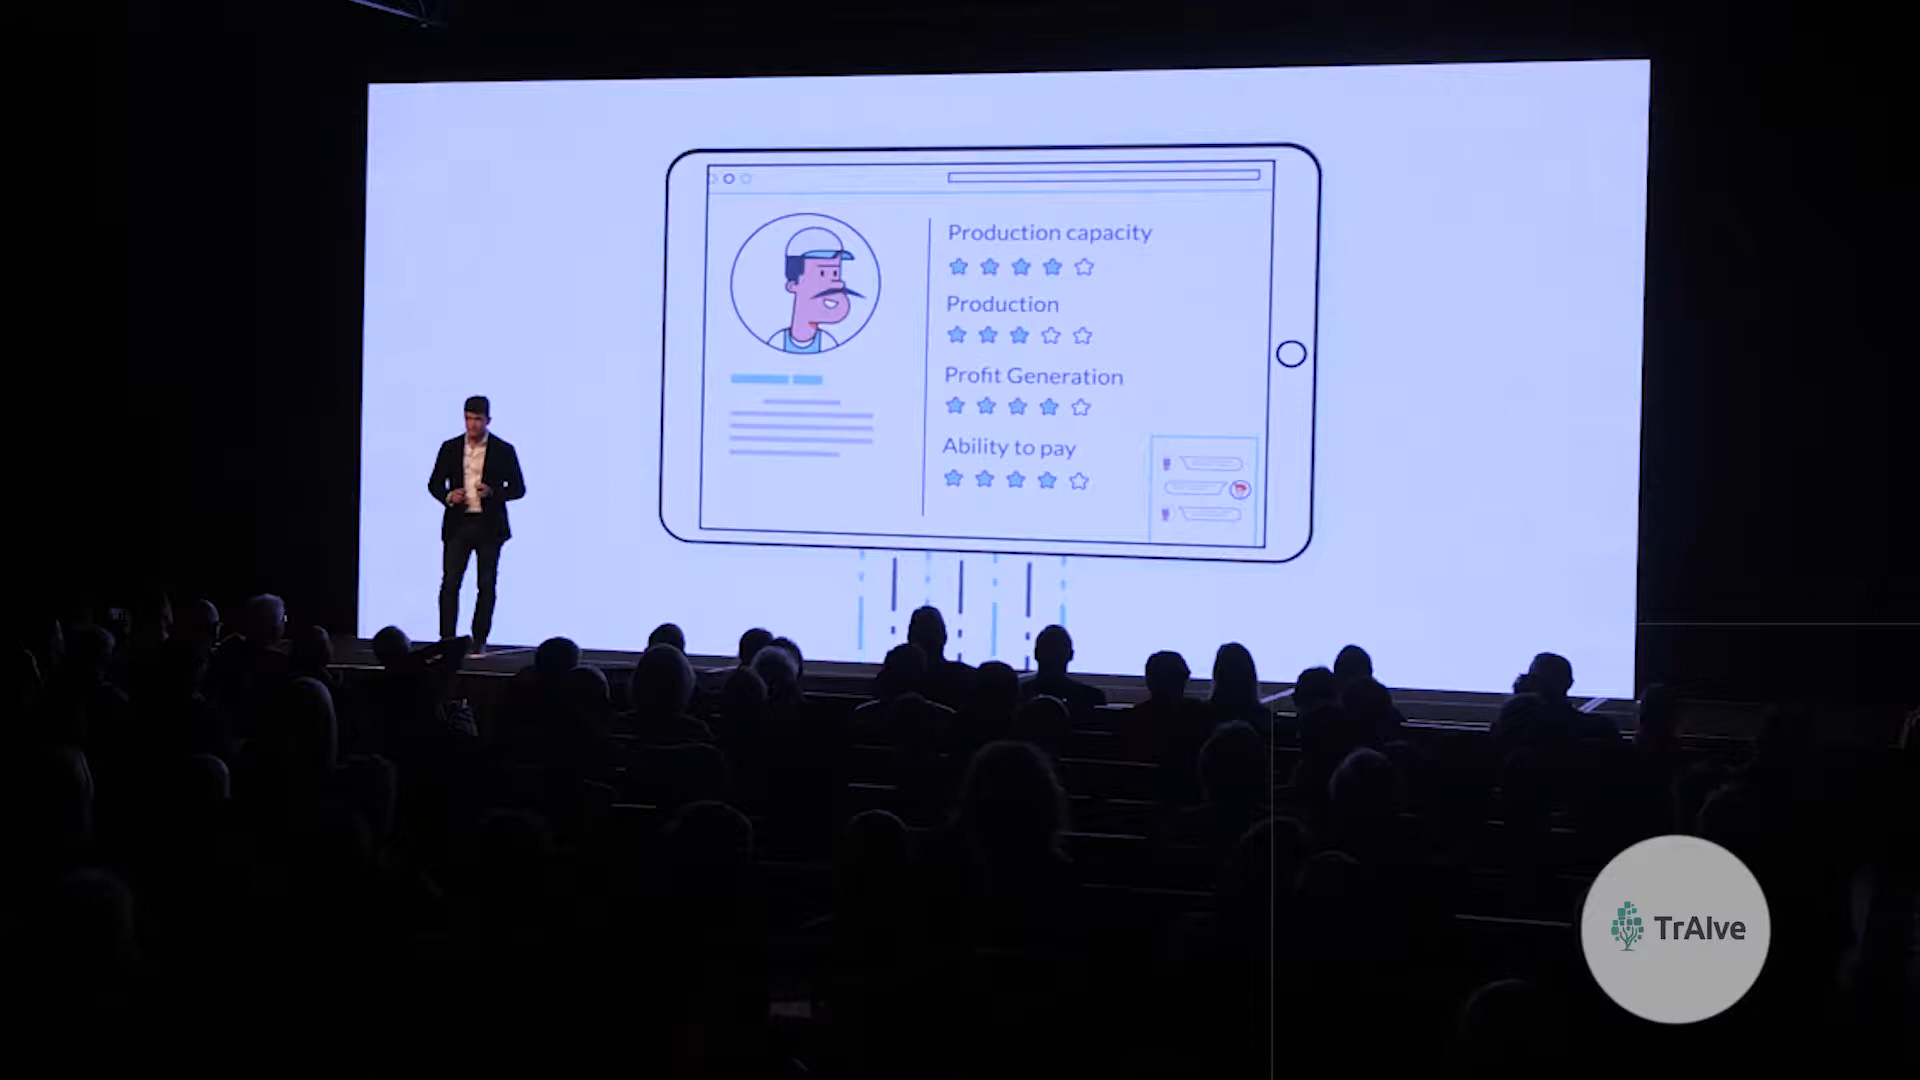 Production capacity
Production
Profit Generation
Ability to pay
TrAIve